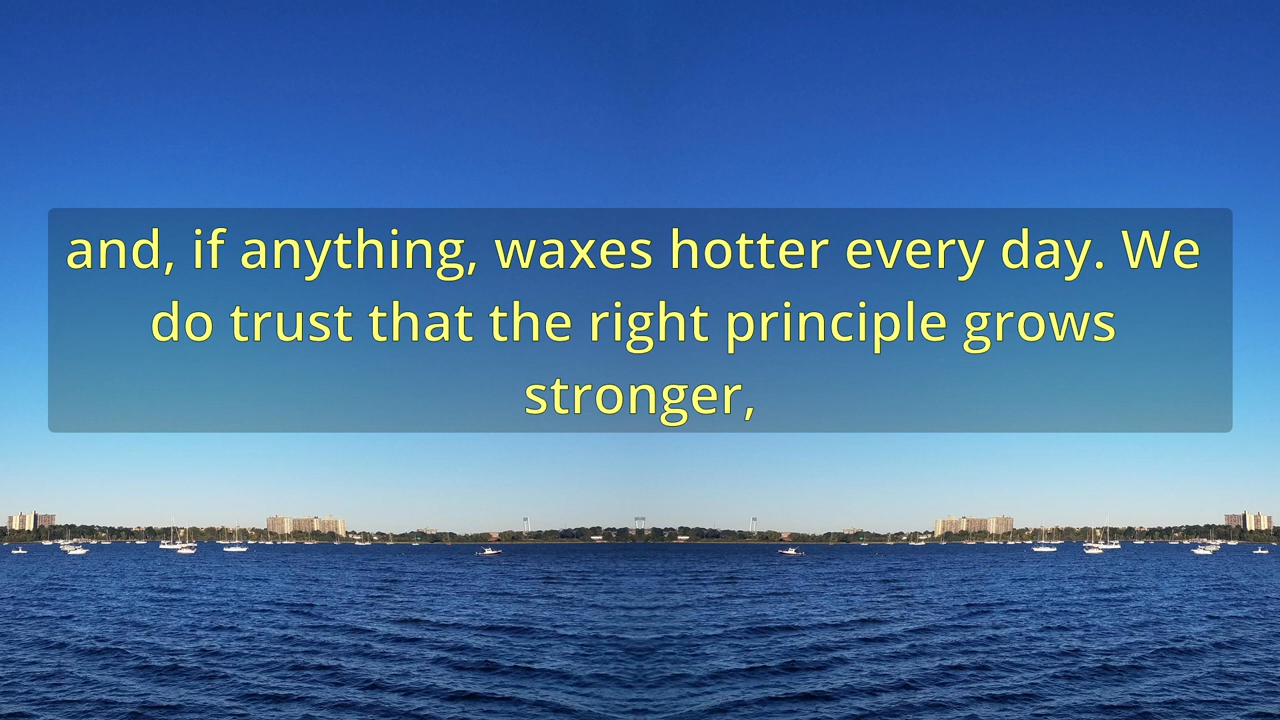 and, if anything, waxes hotter every day. We
do trust that the right principle grows
stronger,